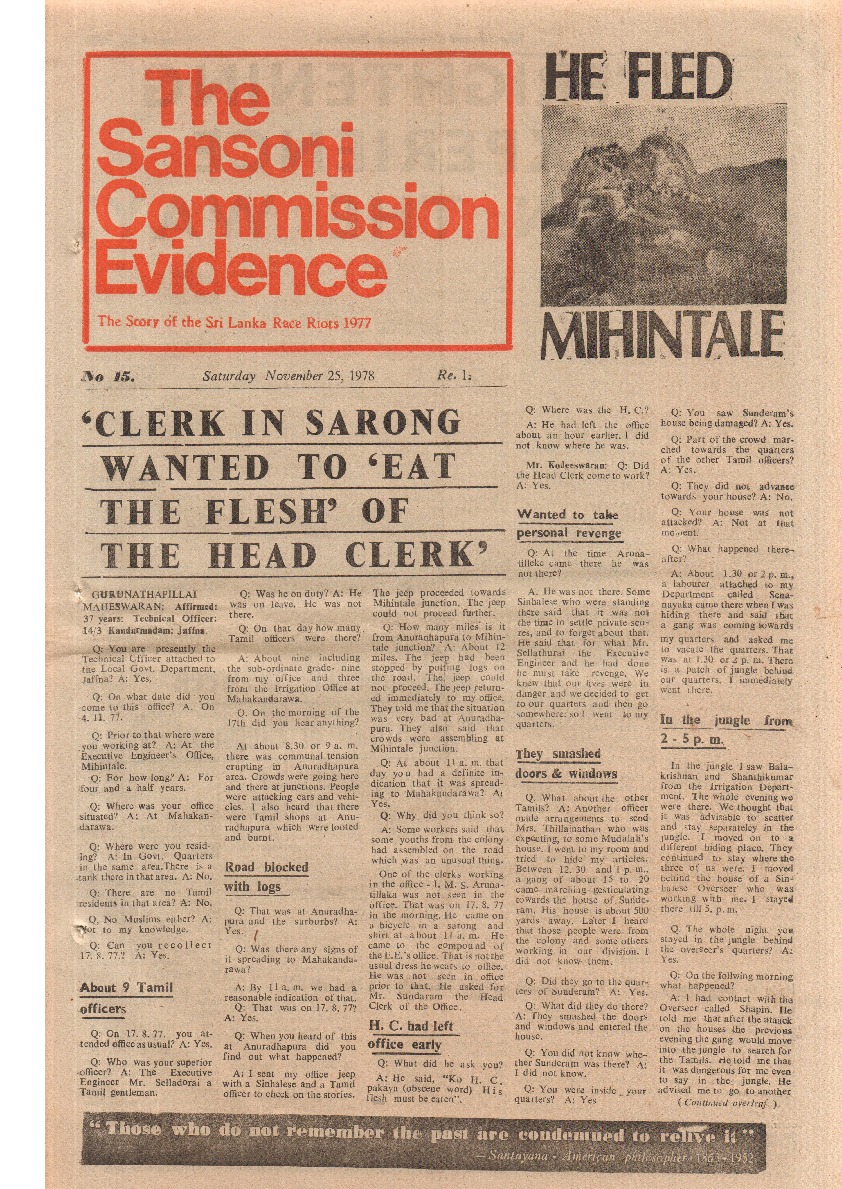 The
Sansoni
Commission
Evidence
The Story of the Sri Lanka Race Riots 1977
HE FLED
MIHINTALE
No 15.
Saturday November 25, 1978
Re. 1:
‘CLERK IN SARONG
WANTED TO ‘EAT
THE FLESH’ OF
THE HEAD CLERK’
GURUNATHAPILLAI
MAHESWARAN: Affirmed:
37 years: Technical Officer:
14/3 Kandarmadam: Jaffna.
Q: You are presently the
Technical Officer attached to
the Local Govt. Department,
Jaffna? A: Yes.
Q: On what date did you
come to this office? A. On
4. 11. 77.
Q: Prior to that where were
you working at? A: At the
Executive Engineer's Office,
Mihintale.
Q: For how long? A: For
four and a half years.
Q: Where was your office
situated? A: At Mahakan-
darawa.
Q: Where were you resid-
ing? A: In Govt. Quarters
in the same area. There is a
tank there in that area. A: No.
Q: There are no Tamil
residents in that area? A: No.
Q. No Muslims either? A:
Not to my knowledge.
Q: Can you recollect
17. 8. 77.? A: Yes.
About 9 Tamil
officers
Q: On 17. 8. 77. you at-
tended office as usual? A: Yes.
Q: Who was your superior
officer? A: The Executive
Engineer Mr. Selladorai a
Tamil gentleman.
Q: Was he on duty? A: He
was on leave. He was not
there.
Q: On that day how many
Tamil officers were there?
A: About nine including
the sub-ordinate grade- nine
from my office and three
from the Irrigation Office at
Mahakandarawa.
Q. On the morning of the
17th did you hear anything?
At about 8.30 or 9 a. m.
there was communal tension
erupting in Anuradhapura
area. Crowds were going here
and there at junctions. People
were attacking cars and vehi-
cles. I also heard that there
were Tamil shops at Anu-
radhapura which were looted
and burnt.
Road blocked
with logs
Q: That was at Anuradha-
pura and the surborbs? A:
Yes.
Q: Was there any signs of
it spreading to Mahakanda-
rawa?
A: By 11 a. m. we had a
reasonable indication of that.
Q: That was on 17. 8. 77?
A: Yes.
Q: When you heard of this
at Anuradhapura did you
find out what happened?
A: I sent my office jeep
with a Sinhalese and a Tamil
officer to check on the stories.
The jeep proceeded towards
Mihintale junction. The jeep
could not proceed further.
Q: How many miles is it
from Anuradhapura to Mihin-
tale junction? A: About 12
miles. The jeep had been
stopped by putting logs on
the road. The jeep could
not proceed. The jeep return-
ed immediately to my office.
They told me that the situation
was very bad at Anuradha-
pura. They also said that
crowds were assembling at
Mihintale junction.
Q: At about 11 a. m. that
day you had a definite in-
dication that it was spread-
ing to Mahakandarawa? A:
Yes.
Q: Why did you think so?
A: Some workers said that
some youths from the colony
had assembled on the road
which was an unusual thing.
One of the clerks working
in the office - I. M. S. Aruna-
tillaka was not seen in the
office. That was on 17. 8. 77
in the morning. He came on
a bicycle in a sarong and
shirt at about 11 a. m. He
came to the compound of
the E.E.'s office. That is not the
usual dress he wears to office.
He was not seen in office
prior to that. He asked for
Mr. Sundaram the Head
Clerk of the Office.
H. C. had left
office early
Q: What did he ask you?
A: He said, "Ko H. C.
pakaya (obscene word) His
flesh must be eaten".
Q: Where was the H. C.?
A: He had left the office
about an hour earlier. I did
not know where he was.
Mr. Kodeeswaran: Q: Did
the Head Clerk come to work?
A: Yes.
Wanted to take
personal revenge
Q: At the time Aruna-
tilleke came there he was
not there?
A. He was not there. Some
Sinhalese who were standing
there said that it was not
the time to settle private sco-
res, and to forget about that.
He said that for what Mr.
Sellathurai the Executive
Engineer and he had done
he must take revenge. We
knew that our lives were in
danger and we decided to get
to our quarters and then go
somewhere: so I went to my
quarters.
They smashed
doors & windows
Q: What about the other
Tamils? A: Another officer
made arrangements to send
Mrs. Thillainathan who was
expecting, to some Mudalali's
house. I went to my room and
tried to hide my articles.
Between 12.30 and 1 p. m.,
a gang of about 15 to 20
came marching gesticulating
towards the house of Sunde-
ram. His house is about 500
yards away. Later I heard
that those people were from
the colony and some others
working in our division. I
did not know them.
Q: Did they go to the quar-
ters of Sunderam? A: Yes.
Q: What did they do there?
A: They smashed the doors
and windows and entered the
house.
Q: You did not know whe-
ther Sunderam was there? A:
I did not know.
Q: You were inside your
quarters? A: Yes
Q: You saw Sunderam's
house being damaged? A: Yes.
Q: Part of the crowd mar-
ched towards the quarters
of the other Tamil officers?
A: Yes.
Q: They did not advance
towards your house? A: No.
Q: Your house was not
attacked? A: Not at that
moment.
Q: What happened there-
after?
A: About 1.30 or 2 p. m.,
a labourer attached to my
Department called Sena-
nayaka came there when I was
hiding there and said that
a gang was coming towards
my quarters and asked me
to vacate the quarters. That
was at 1.30 or 2 p. m. There
is a patch of jungle behind
our quarters. I immediately
went there.
In the jungle from
2 - 5 p. m.
In the jungle I saw Bala-
krishnan and Shanthikumar
from the Irrigation Depart-
ment. The whole evening we
were there. We thought that
it was advisable to scatter
and stay separateley in the
jungle. I moved on to a
different hiding place. They
continued to stay where the
three of us were. I moved
behind the house of a Sin-
halese Overseer who was
working with me. I stayed
there till 5. p. m.
Q. The whole night you
stayed in the jungle behind
the overseer's quarters? A:
Yes.
Q: On the follwing morning
what happened?
A: I had contact with the
Overseer called Shapin. He
told me that after the attack
on the houses the previous
evening the gang would move
into the jungle to search for
the Tamils. He told me that
it was dangerous for me even
to say in the jungle. He
advised me to go to another
(Continued overleaf)
“Those who do not remember the past are condemned to relive it”
— Santayana - American philosopher - 1863 - 1952